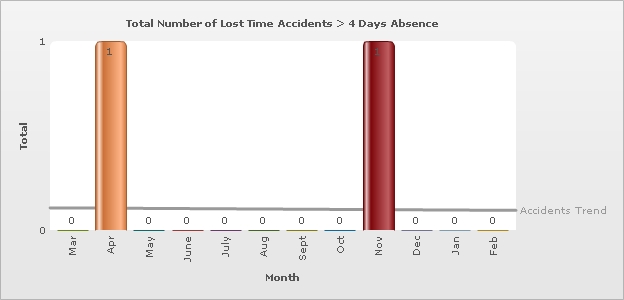 Total Number of Lost Time Accidents > 4 Days Absence
1
1
1
Total
Accidents Trend
0 0 0 0 0 0 0 0 0 0
0
Mar Apr May June July Aug Sept Oct Nov Dec Jan Feb
Month